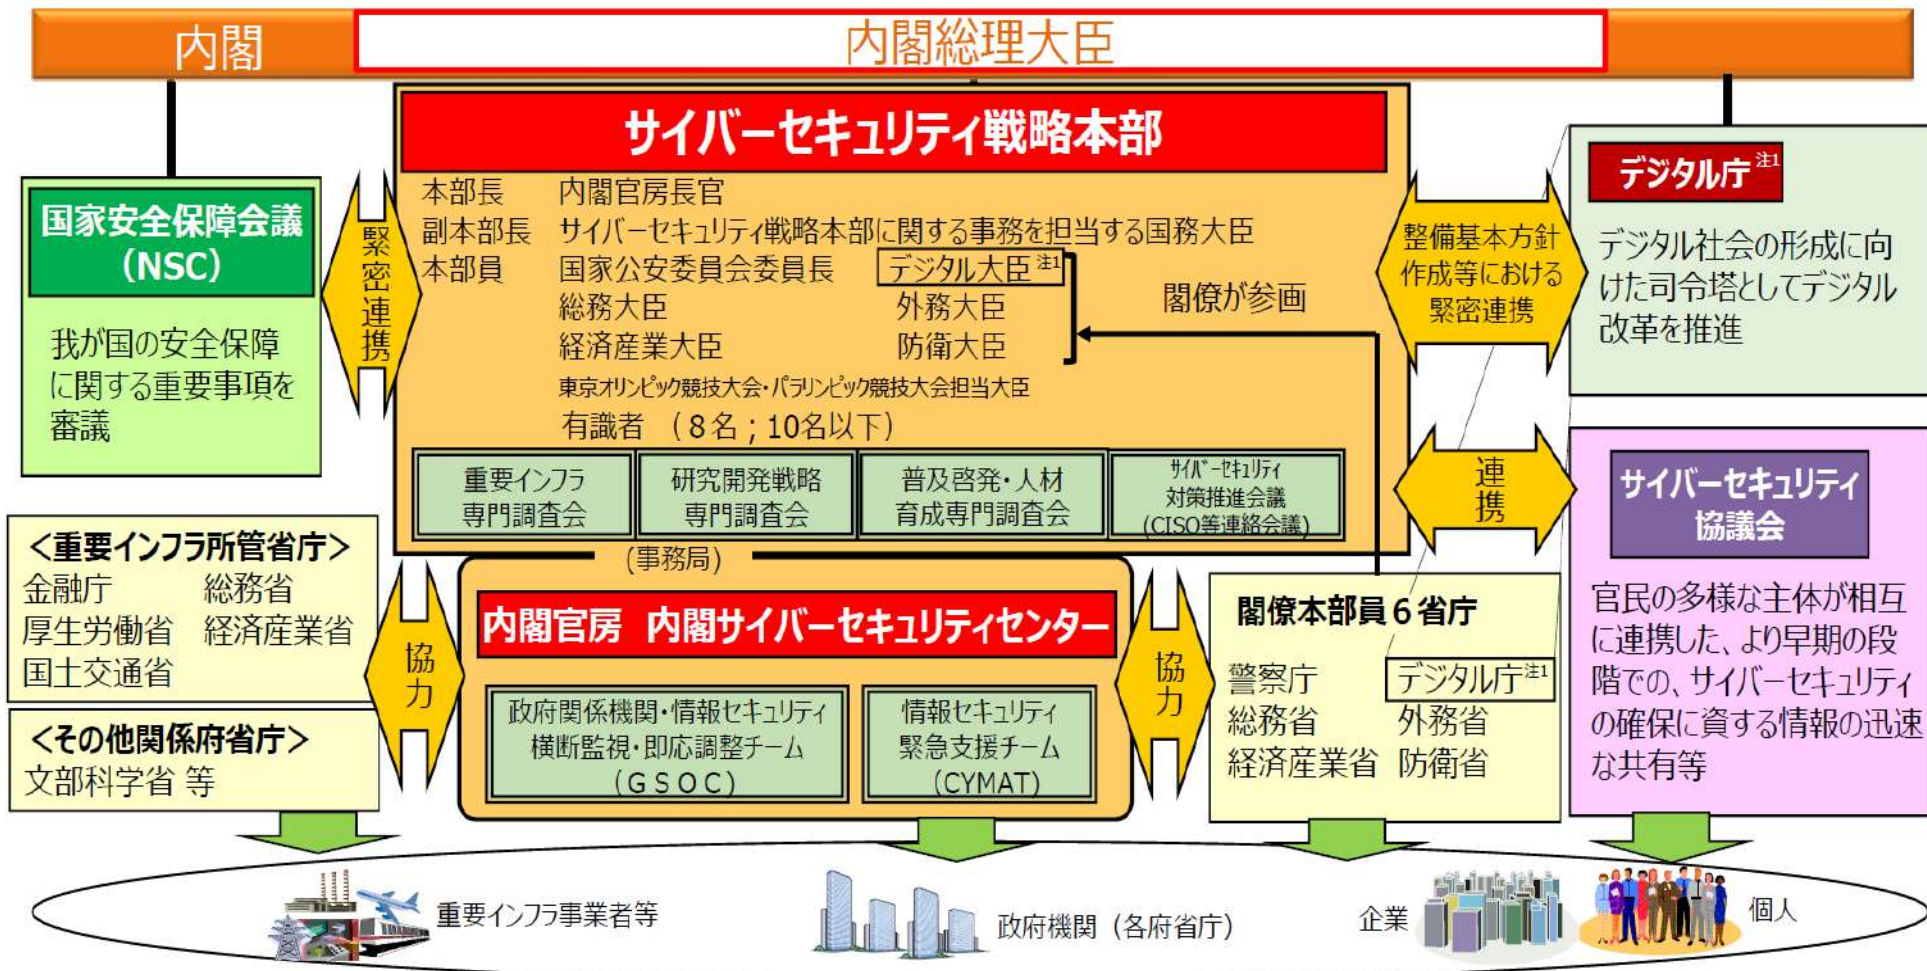 内閣
内閣総理大臣
サイバーセキュリティ戦略本部
本部長 内閣官房長官
副本部長 サイバーセキュリティ戦略本部に関する事務を担当する国務大臣
本部員 国家公安委員会委員長 デジタル大臣 注1
総務大臣 外務大臣
経済産業大臣 防衛大臣
東京オリンピック競技大会・パラリンピック競技大会担当大臣
有識者 (8名;10名以下)
閣僚が参画
重要インフラ
専門調査会
研究開発戦略
専門調査会
普及啓発・人材
育成専門調査会
サイバーセキュリティ
対策推進会議
(CISO等連絡会議)
国家安全保障会議
(NSC)
我が国の安全保障
に関する重要事項を
審議
緊密連携
整備基本方針
作成等における
緊密連携
デジタル庁 注1
デジタル社会の形成に向
けた司令塔としてデジタル
改革を推進
連携
サイバーセキュリティ
協議会
官民の多様な主体が相互
に連携した、より早期の段
階での、サイバーセキュリティ
の確保に資する情報の迅速
な共有等
<重要インフラ所管省庁>
金融庁 総務省
厚生労働省 経済産業省
国土交通省
<その他関係府省庁>
文部科学省 等
協力
(事務局)
内閣官房 内閣サイバーセキュリティセンター
政府関係機関・情報セキュリティ
横断監視・即応調整チーム
(GSOC)
情報セキュリティ
緊急支援チーム
(CYMAT)
協力
閣僚本部員6省庁
警察庁 デジタル庁注1
総務省 外務省
経済産業省 防衛省
重要インフラ事業者等
政府機関(各府省庁)
企業
個人